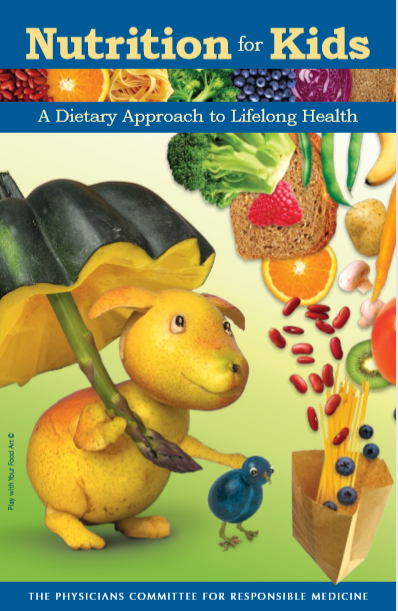 Nutrition for Kids
A Dietary Approach to Lifelong Health
Play with Your Food Art ©
THE PHYSICIANS COMMITTEE FOR RESPONSIBLE MEDICINE